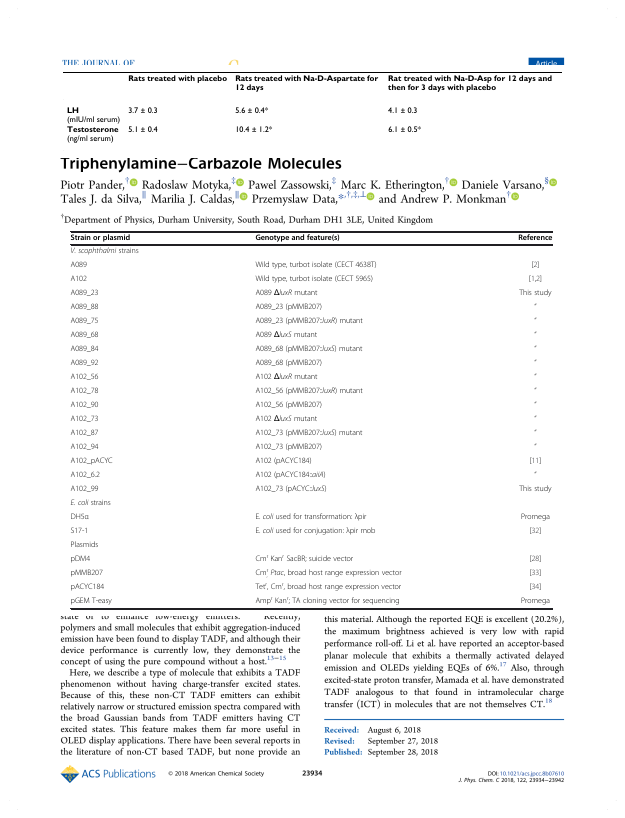 THE JOURNAL OF
Article
Rats treated with placebo Rats treated with Na-D-Aspartate for 12 days Rat treated with Na-D-Asp for 12 days and then for 3 days with placebo
LH 3.7 ± 0.3 5.6 ± 0.4* 4.1 ± 0.3
(mIU/ml serum)
Testosterone 5.1 ± 0.4 10.4 ± 1.2* 6.1 ± 0.5*
(ng/ml serum)
Triphenylamine−Carbazole Molecules
Piotr Pander,† Radoslaw Motyka,‡ Pawel Zassowski,‡ Marc K. Etherington,† Daniele Varsano,§
Tales J. da Silva,∥ Marilia J. Caldas,∥ Przemyslaw Data,*,†,‡,⊥ and Andrew P. Monkman†
†Department of Physics, Durham University, South Road, Durham DH1 3LE, United Kingdom
Strain or plasmid Genotype and feature(s) Reference
V. scophthalmi strains
A089 Wild type, turbot isolate (CECT 4638T) [2]
A102 Wild type, turbot isolate (CECT 5965) [1,2]
A089_23 A089 ΔluxR mutant This study
A089_88 A089_23 (pMMB207) "
A089_75 A089_23 (pMMB207::luxR) mutant "
A089_68 A089 ΔluxS mutant "
A089_84 A089_68 (pMMB207::luxS) mutant "
A089_92 A089_68 (pMMB207) "
A102_56 A102 ΔluxR mutant "
A102_78 A102_56 (pMMB207::luxR) mutant "
A102_90 A102_56 (pMMB207) "
A102_73 A102 ΔluxS mutant "
A102_87 A102_73 (pMMB207::luxS) mutant "
A102_94 A102_73 (pMMB207) "
A102_pACYC A102 (pACYC184) [11]
A102_6.2 A102 (pACYC184::aiiA) "
A102_99 A102_73 (pACYC::luxS) This study
E. coli strains
DH5α E. coli used for transformation: λpir Promega
S17-1 E. coli used for conjugation: λpir mob [32]
Plasmids
pDM4 Cmr Kanr SacBR; suicide vector [28]
pMMB207 Cmr Ptac, broad host range expression vector [33]
pACYC184 Tetr, Cmr, broad host range expression vector [34]
pGEM T-easy Ampr Kanr; TA cloning vector for sequencing Promega
state or to enhance low-energy emitters. Recently,
polymers and small molecules that exhibit aggregation-induced
emission have been found to display TADF, and although their
device performance is currently low, they demonstrate the
concept of using the pure compound without a host.13−15
Here, we describe a type of molecule that exhibits a TADF
phenomenon without having charge-transfer excited states.
Because of this, these non-CT TADF emitters can exhibit
relatively narrow or structured emission spectra compared with
the broad Gaussian bands from TADF emitters having CT
excited states. This feature makes them far more useful in
OLED display applications. There have been several reports in
the literature of non-CT based TADF, but none provide an
this material. Although the reported EQE is excellent (20.2%),
the maximum brightness achieved is very low with rapid
performance roll-off. Li et al. have reported an acceptor-based
planar molecule that exhibits a thermally activated delayed
emission and OLEDs yielding EQEs of 6%.17 Also, through
excited-state proton transfer, Mamada et al. have demonstrated
TADF analogous to that found in intramolecular charge
transfer (ICT) in molecules that are not themselves CT.18
Received: August 6, 2018
Revised: September 27, 2018
Published: September 28, 2018
ACS Publications © 2018 American Chemical Society 23934 DOI: 10.1021/acs.jpcc.8b07610
J. Phys. Chem. C 2018, 122, 23934−23942